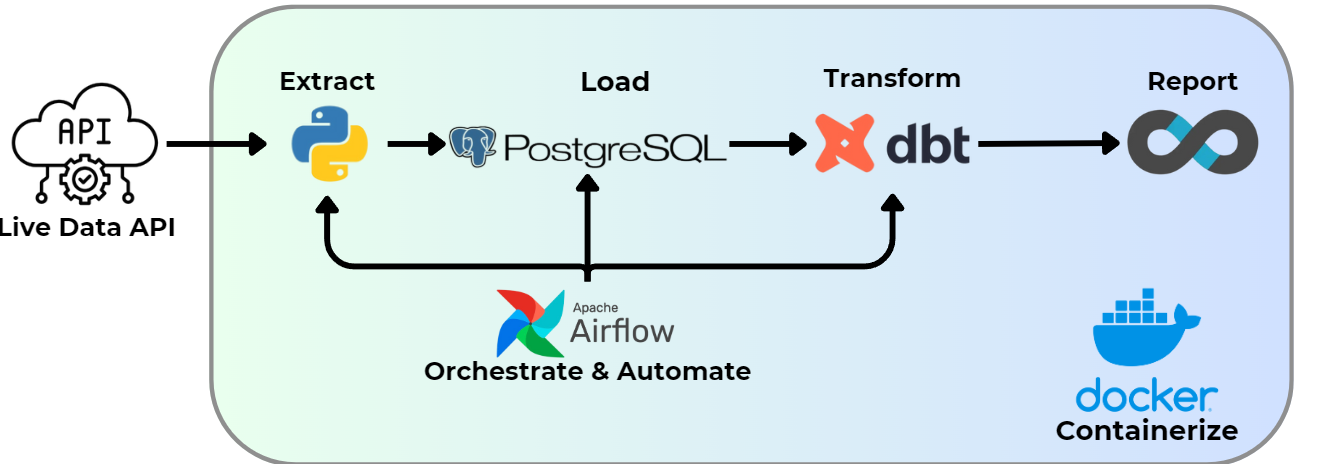 Extract
Load
Transform
Report
API
PostgreSQL
dbt
Live Data API
Apache
Airflow
Orchestrate & Automate
docker
Containerize